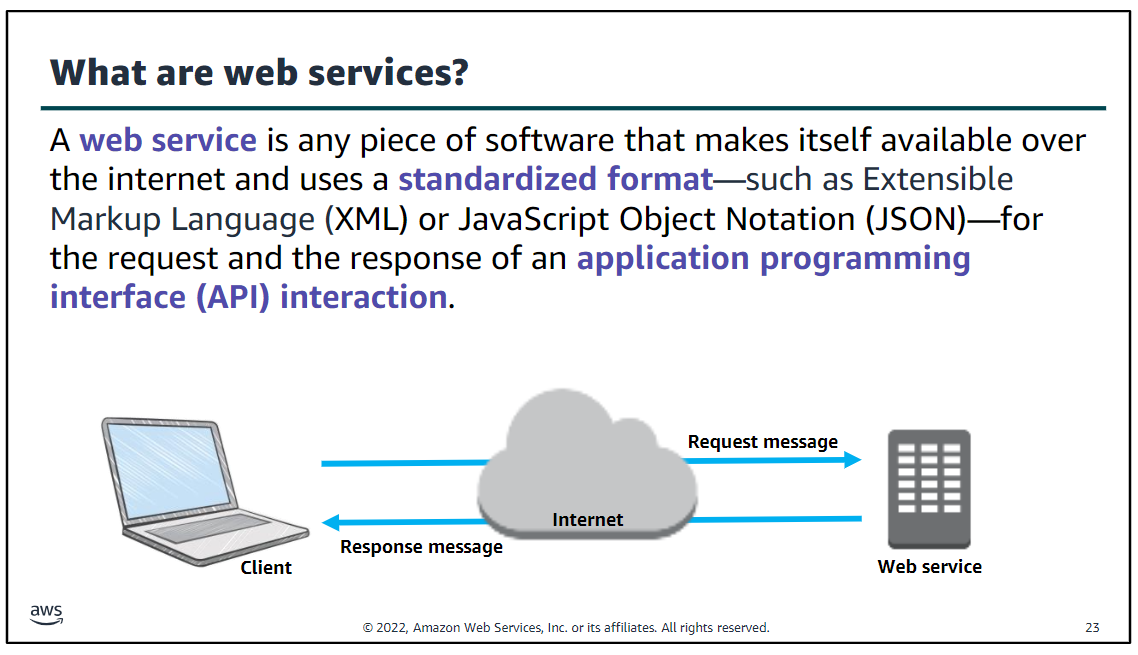 What are web services?
A web service is any piece of software that makes itself available over
the internet and uses a standardized format—such as Extensible
Markup Language (XML) or JavaScript Object Notation (JSON)—for
the request and the response of an application programming
interface (API) interaction.
Request message
Internet
Response message
Client
Web service
aws
© 2022, Amazon Web Services, Inc. or its affiliates. All rights reserved.
23